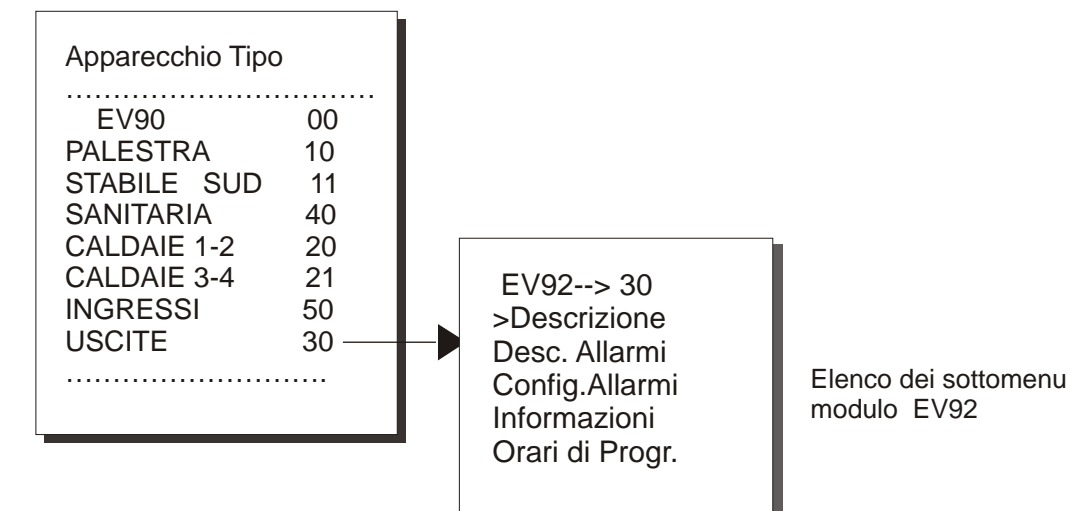 Apparecchio Tipo
.................................
EV90 00
PALESTRA 10
STABILE SUD 11
SANITARIA 40
CALDAIE 1-2 20
CALDAIE 3-4 21
INGRESSI 50
USCITE 30
............................
EV92--> 30
>Descrizione
Desc. Allarmi
Config.Allarmi
Informazioni
Orari di Progr.
Elenco dei sottomenu
modulo EV92